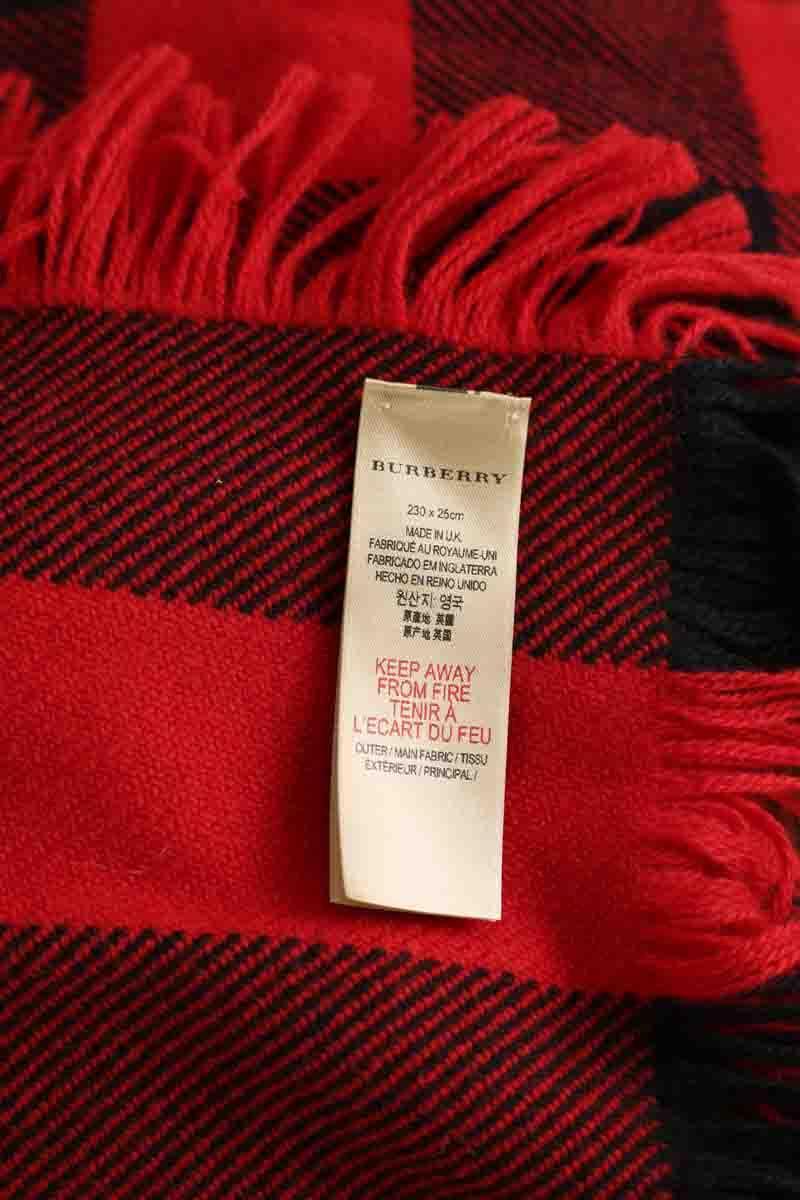 BURBERRY
230 x 25cm
MADE IN U.K.
FABRIQUÉ AU ROYAUME-UNI
FABRICADO EM INGLATERRA
HECHO EN REINO UNIDO
원산지: 영국
原產地: 英國
原产地 英国
KEEP AWAY
FROM FIRE
TENIR À
L'ECART DU FEU
OUTER / MAIN FABRIC / TISSU
EXTÉRIEUR / PRINCIPAL /